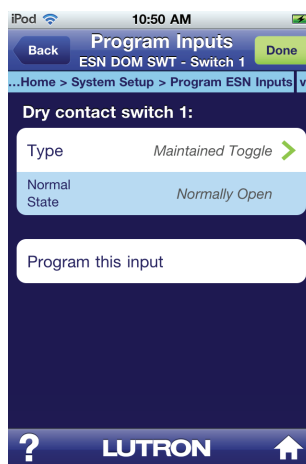 iPod 10:50 AM
Back Program Inputs Done
ESN DOM SWT - Switch 1
...Home > System Setup > Program ESN Inputs v
Dry contact switch 1:
Type Maintained Toggle
Normal State Normally Open
Program this input
? LUTRON